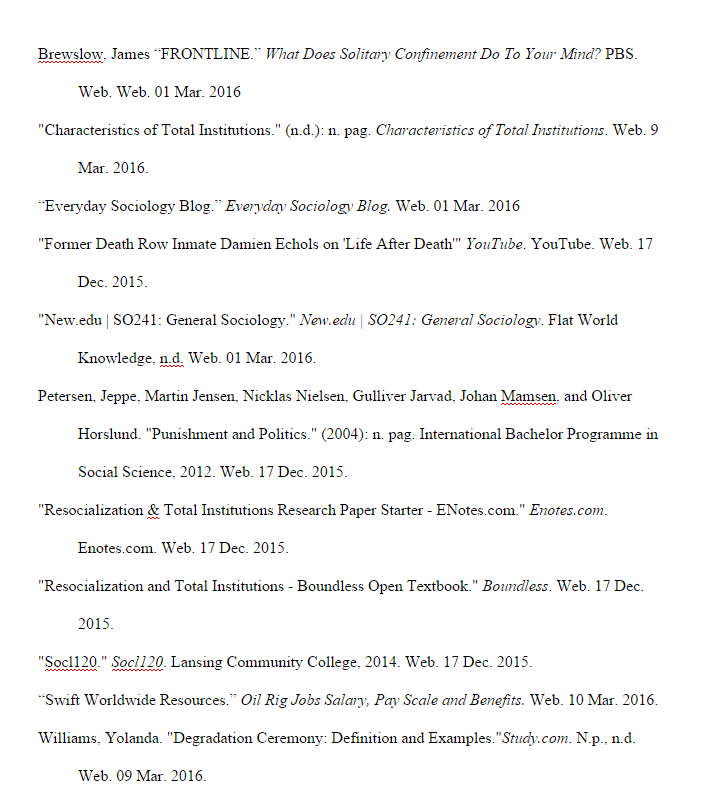 Brewslow, James “FRONTLINE.” What Does Solitary Confinement Do To Your Mind? PBS.
Web. Web. 01 Mar. 2016
"Characteristics of Total Institutions." (n.d.): n. pag. Characteristics of Total Institutions. Web. 9
Mar. 2016.
“Everyday Sociology Blog.” Everyday Sociology Blog. Web. 01 Mar. 2016
"Former Death Row Inmate Damien Echols on 'Life After Death'" YouTube. YouTube. Web. 17
Dec. 2015.
"New.edu | SO241: General Sociology." New.edu | SO241: General Sociology. Flat World
Knowledge, n.d. Web. 01 Mar. 2016.
Petersen, Jeppe, Martin Jensen, Nicklas Nielsen, Gulliver Jarvad, Johan Mamsen, and Oliver
Horslund. "Punishment and Politics." (2004): n. pag. International Bachelor Programme in
Social Science, 2012. Web. 17 Dec. 2015.
"Resocialization & Total Institutions Research Paper Starter - ENotes.com." Enotes.com.
Enotes.com. Web. 17 Dec. 2015.
"Resocialization and Total Institutions - Boundless Open Textbook." Boundless. Web. 17 Dec.
2015.
"Socl120." Socl120. Lansing Community College, 2014. Web. 17 Dec. 2015.
“Swift Worldwide Resources.” Oil Rig Jobs Salary, Pay Scale and Benefits. Web. 10 Mar. 2016.
Williams, Yolanda. "Degradation Ceremony: Definition and Examples."Study.com. N.p., n.d.
Web. 09 Mar. 2016.